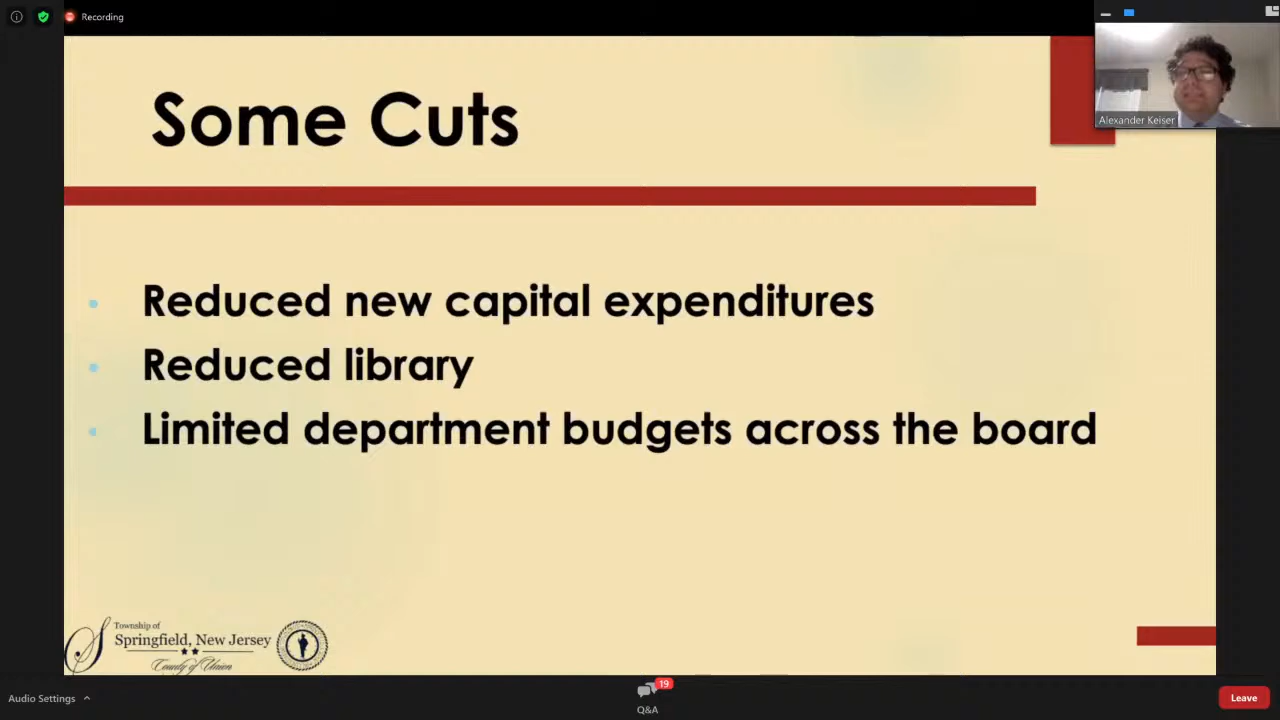 Recording
Alexander Keiser
Some Cuts
Reduced new capital expenditures
Reduced library
Limited department budgets across the board
Township of
Springfield, New Jersey
County of Union
Audio Settings
19
Q&A
Leave